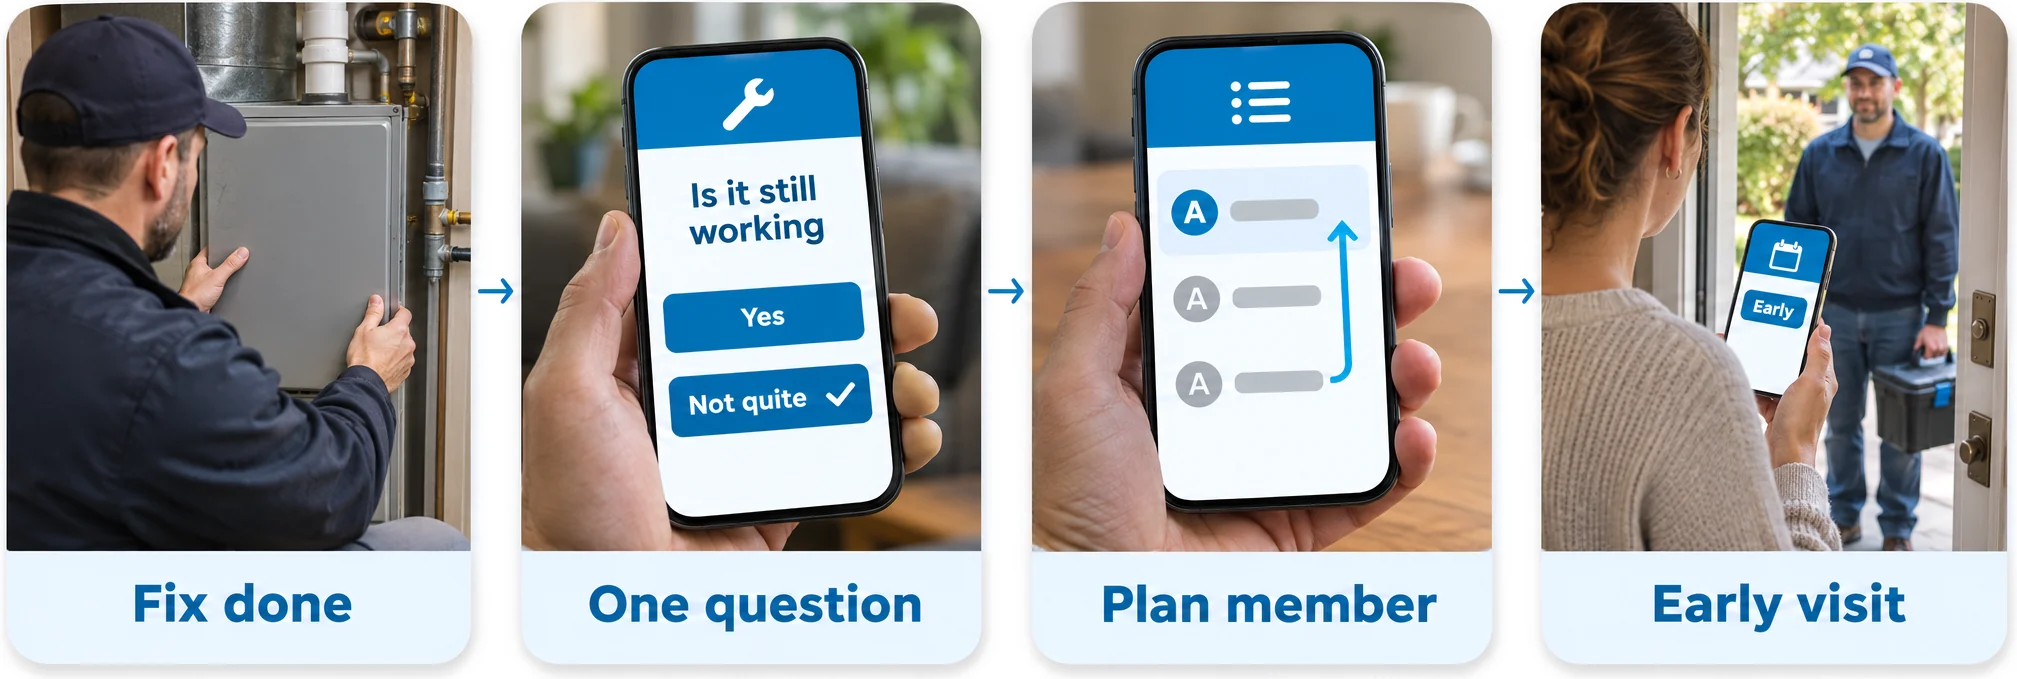 Fix done
Is it still
working
Yes
Not quite
One question
A
A
A
Plan member
Early
Early visit